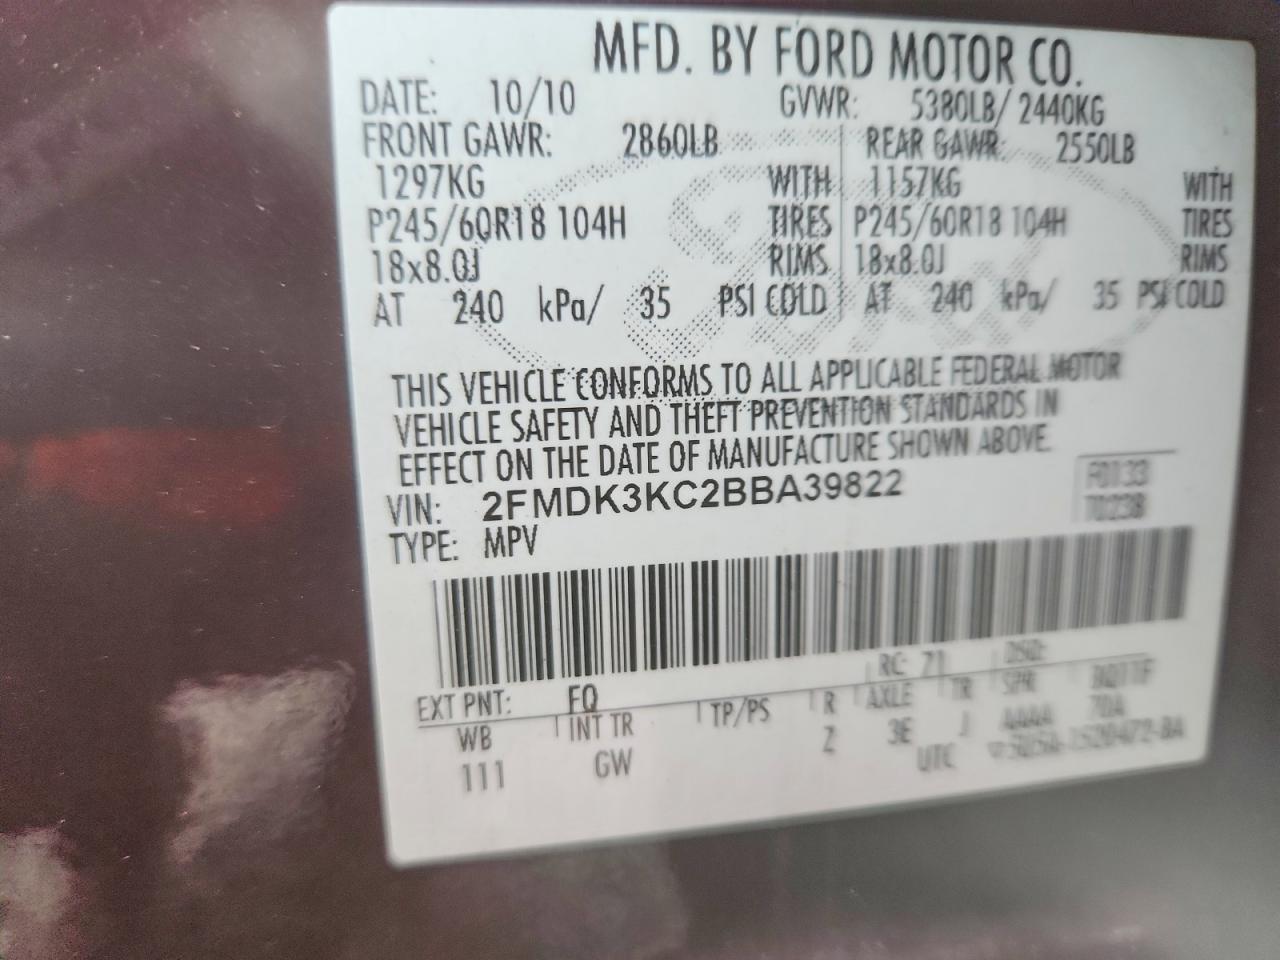 MFD. BY FORD MOTOR CO.
DATE: 10/10 GVWR: 5380LB/ 2440KG
FRONT GAWR: 2860LB REAR GAWR: 2550LB
1297KG WITH 1157KG WITH
P245/60R18 104H TIRES P245/60R18 104H TIRES
18x8.0J RIMS 18x8.0J RIMS
AT 240 kPa/ 35 PSI COLD AT 240 kPa/ 35 PSI COLD
THIS VEHICLE CONFORMS TO ALL APPLICABLE FEDERAL MOTOR
VEHICLE SAFETY AND THEFT PREVENTION STANDARDS IN
EFFECT ON THE DATE OF MANUFACTURE SHOWN ABOVE.
F0133
VIN: 2FMDK3KC2BBA39822 T0238
TYPE: MPV
EXT PNT: FQ RC: 71 DSO:
WB INT TR TP/PS R AXLE TR SPR
111 GW Z 3E J AAAA
UTC